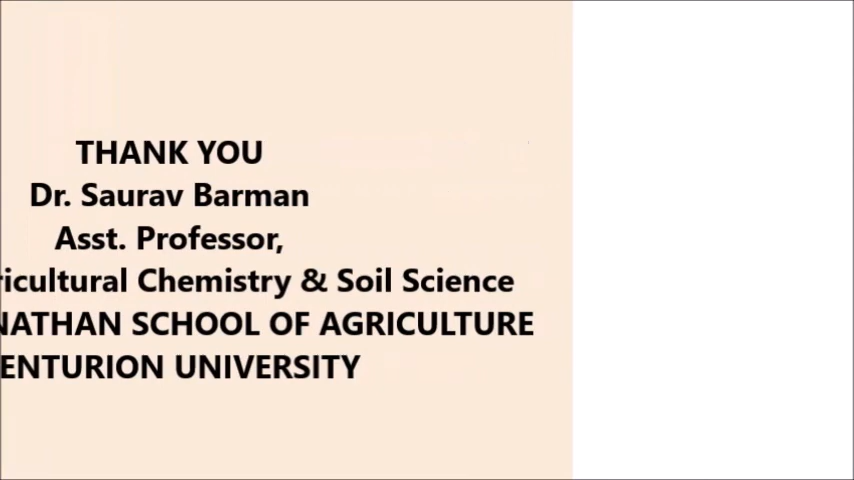 THANK YOU
Dr. Saurav Barman
Asst. Professor,
ricultural Chemistry & Soil Science
NATHAN SCHOOL OF AGRICULTURE
ENTURION UNIVERSITY